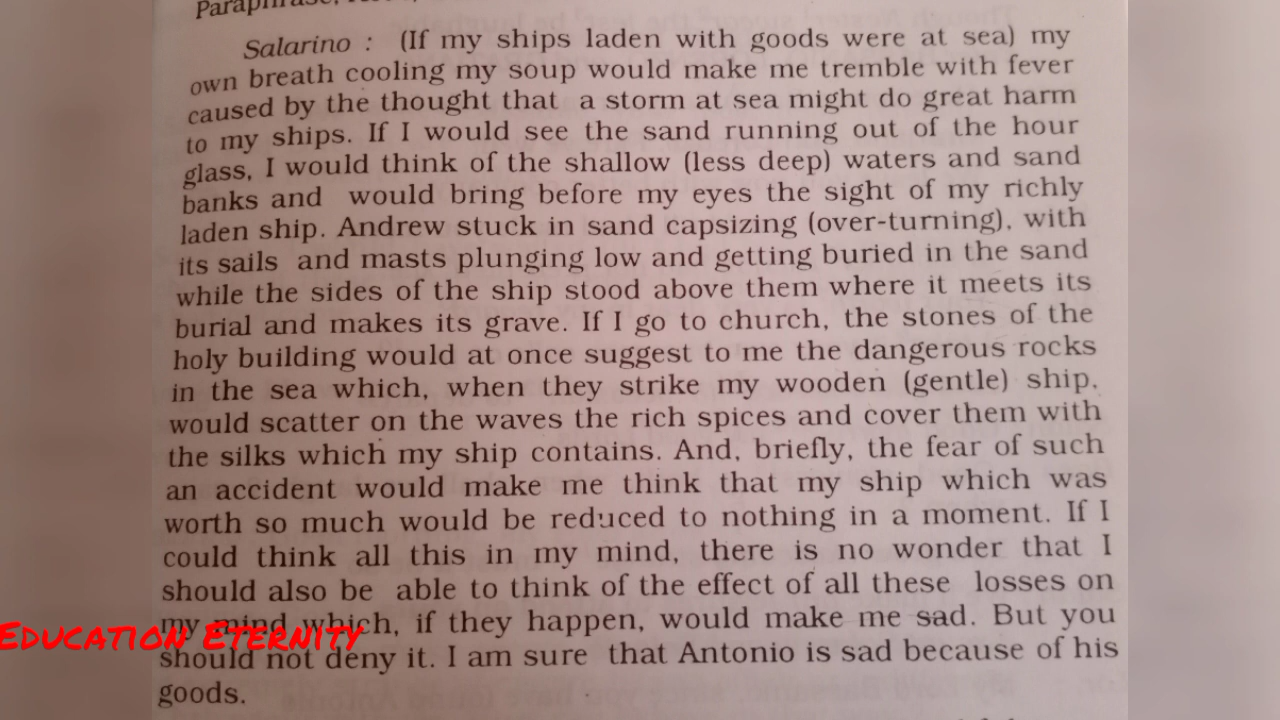 Paraphrase,
Salarino : (If my ships laden with goods were at sea) my
own breath cooling my soup would make me tremble with fever
caused by the thought that a storm at sea might do great harm
to my ships. If I would see the sand running out of the hour
glass, I would think of the shallow (less deep) waters and sand
banks and would bring before my eyes the sight of my richly
laden ship. Andrew stuck in sand capsizing (over-turning), with
its sails and masts plunging low and getting buried in the sand
while the sides of the ship stood above them where it meets its
burial and makes its grave. If I go to church, the stones of the
holy building would at once suggest to me the dangerous rocks
in the sea which, when they strike my wooden (gentle) ship,
would scatter on the waves the rich spices and cover them with
the silks which my ship contains. And, briefly, the fear of such
an accident would make me think that my ship which was
worth so much would be reduced to nothing in a moment. If I
could think all this in my mind, there is no wonder that I
should also be able to think of the effect of all these losses on
my mind which, if they happen, would make me sad. But you
should not deny it. I am sure that Antonio is sad because of his
goods.
Education Eternity